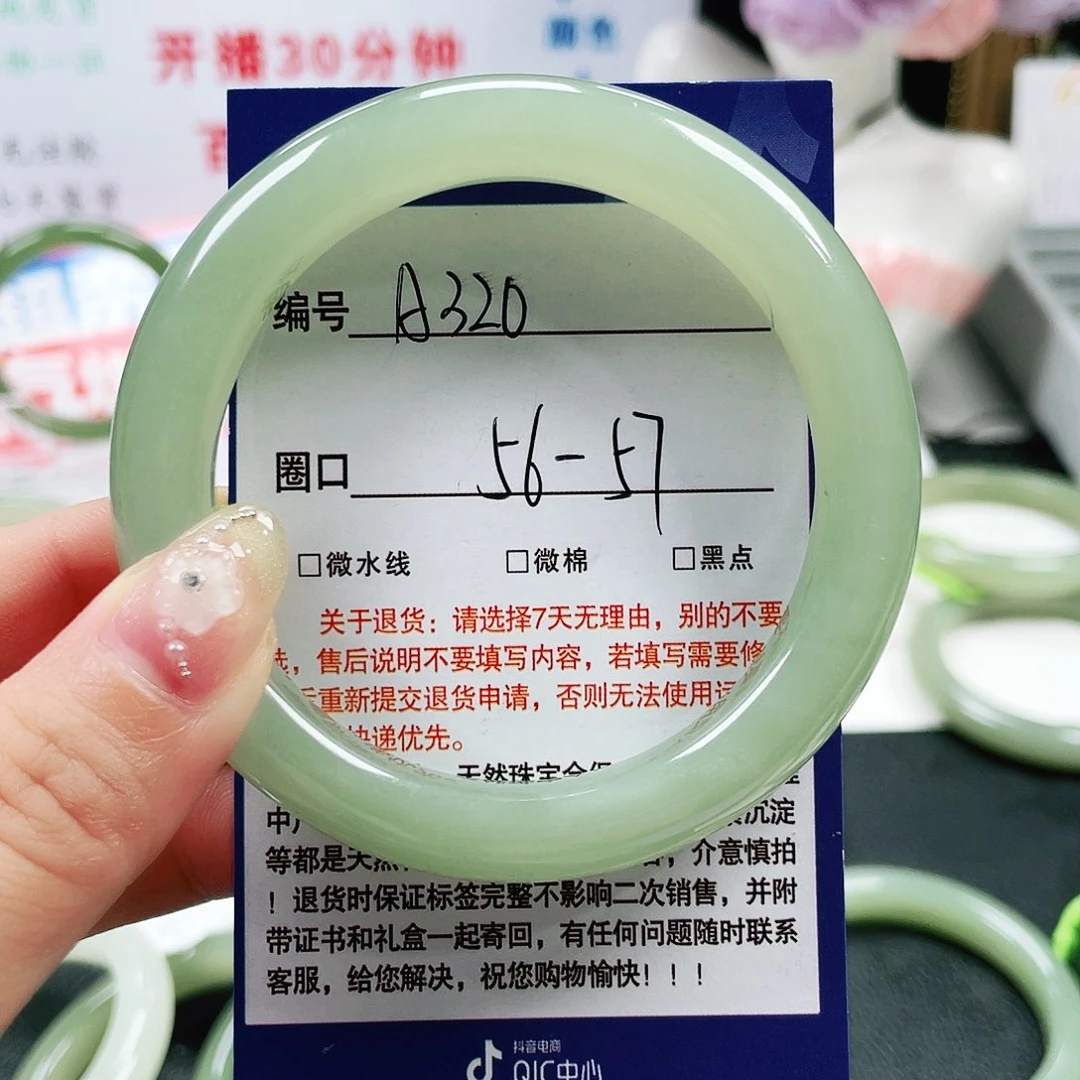 开播30分钟
编号 A320
圈口 56-57
□微水线 □微棉 □黑点
关于退货：请选择7天无理由，别的不要
，售后说明不要填写内容，若填写需要修
重新提交退货申请，否则无法使用
快递优先。
天然珠宝
中
沉淀
等都是天然 ，介意慎拍
！退货时保证标签完整不影响二次销售，并附
带证书和礼盒一起寄回，有任何问题随时联系
客服，给您解决，祝您购物愉快！！！
抖音电商
QIC中心